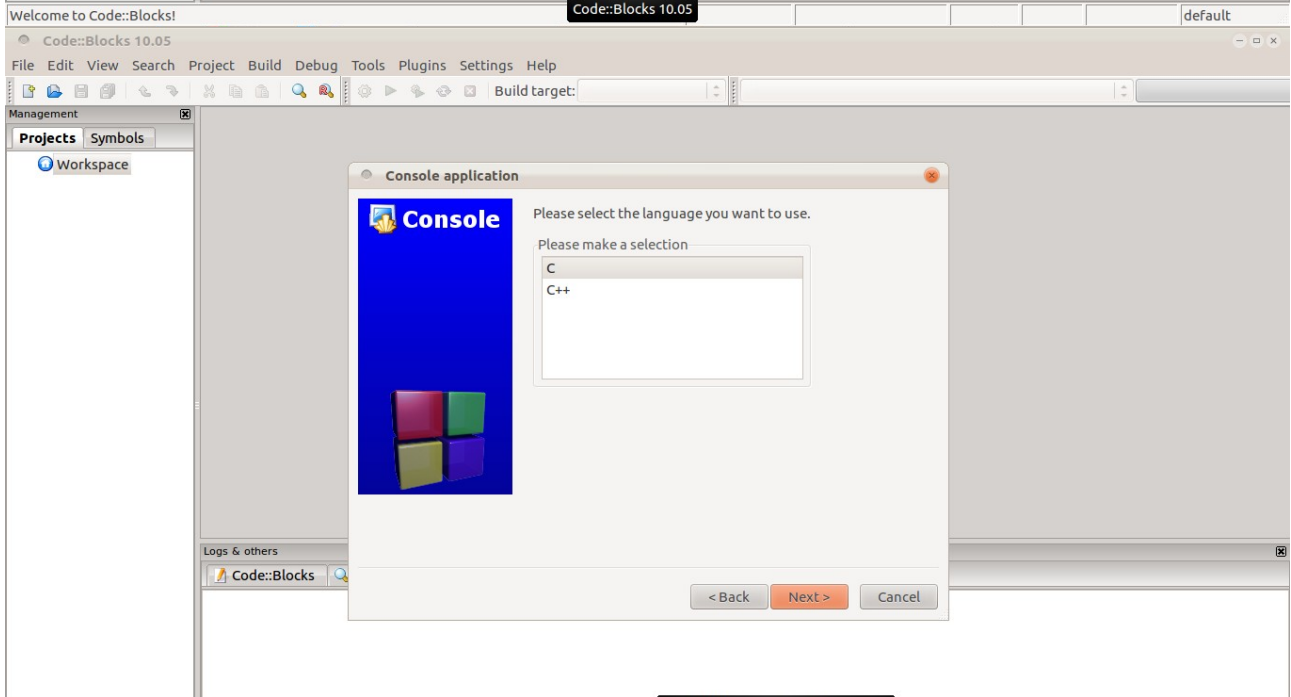 Welcome to Code::Blocks!
Code::Blocks 10.05
default
Code::Blocks 10.05
File Edit View Search Project Build Debug Tools Plugins Settings Help
Build target:
Management
Projects Symbols
Workspace
Console application
Console
Please select the language you want to use.
Please make a selection
C
C++
Logs & others
Code::Blocks
< Back Next > Cancel